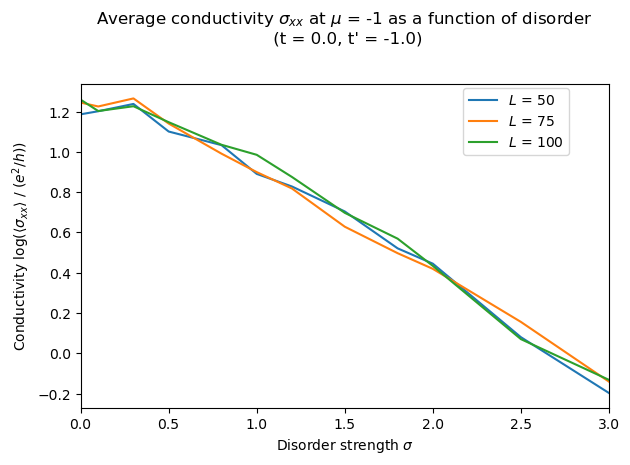 Average conductivity σxx at μ = -1 as a function of disorder
(t = 0.0, t' = -1.0)
L = 50
L = 75
L = 100
Conductivity log(⟨σxx⟩ / (e²/h))
1.2
1.0
0.8
0.6
0.4
0.2
0.0
−0.2
0.0 0.5 1.0 1.5 2.0 2.5 3.0
Disorder strength σ